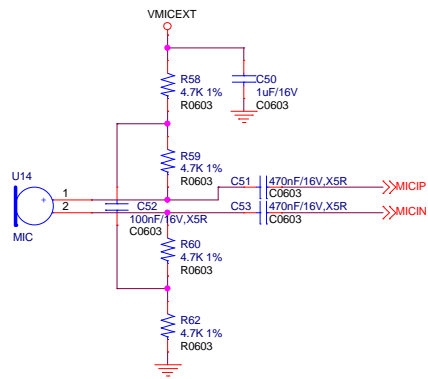 VMICEXT
R58
4.7K 1%
R0603
C50
1uF/16V
C0603
R59
4.7K 1%
R0603
U14
1
2
MIC
C51
470nF/16V,X5R
C0603
MICIP
C52
100nF/16V,X5R
C0603
C53
470nF/16V,X5R
C0603
MICIN
R60
4.7K 1%
R0603
R62
4.7K 1%
R0603